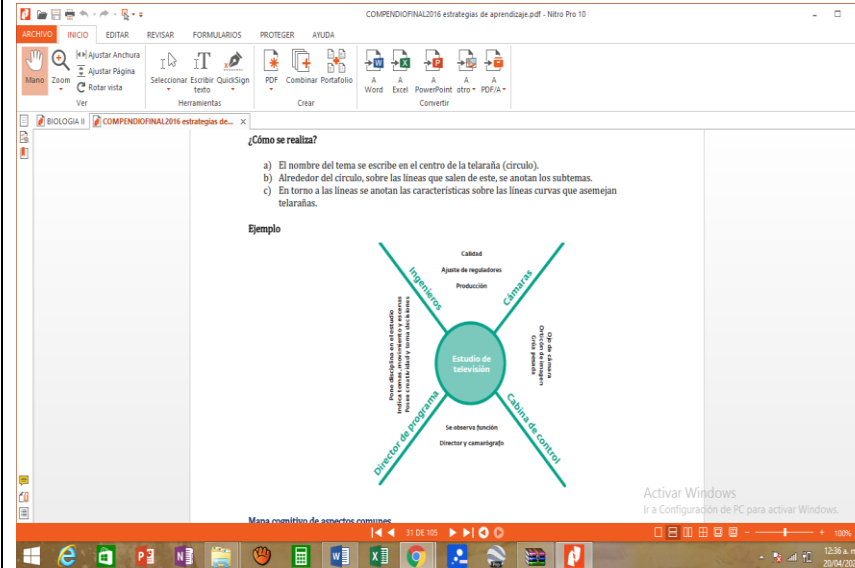 COMPENDIOFINAL2016 estrategias de aprendizaje.pdf - Nitro Pro 10
ARCHIVO INICIO EDITAR REVISAR FORMULARIOS PROTEGER AYUDA
Mano
Zoom
Ajustar Anchura
Ajustar Página
Rotar vista
Seleccionar
Escribir texto
QuickSign
PDF
Combinar
Portafolio
A Word
A Excel
A PowerPoint
A otro
A PDF/A
Ver
Herramientas
Crear
Convertir
BIOLOGIA II
COMPENDIOFINAL2016 estrategias de... ×
¿Cómo se realiza?
a) El nombre del tema se escribe en el centro de la telaraña (circulo).
b) Alrededor del círculo, sobre las líneas que salen de este, se anotan los subtemas.
c) En torno a las líneas se anotan las características sobre las líneas curvas que asemejan
telarañas.
Ejemplo
Calidad
Ajuste de reguladores
Producción
Ingenieros
Cámaras
Pone disciplina en el estudio
Indica tomas, movimiento y escenas
Posee creatividad y toma decisiones
Estudio de
televisión
Ojo de cámara
Orticón de imagen
Grúa pesada
Director de programa
Cabina de control
Se observa función
Director y camarógrafo
Mapa cognitivo de aspectos comunes
Activar Windows
Ir a Configuración de PC para activar Windows.
31 DE 105
100%
12:36 a. m.